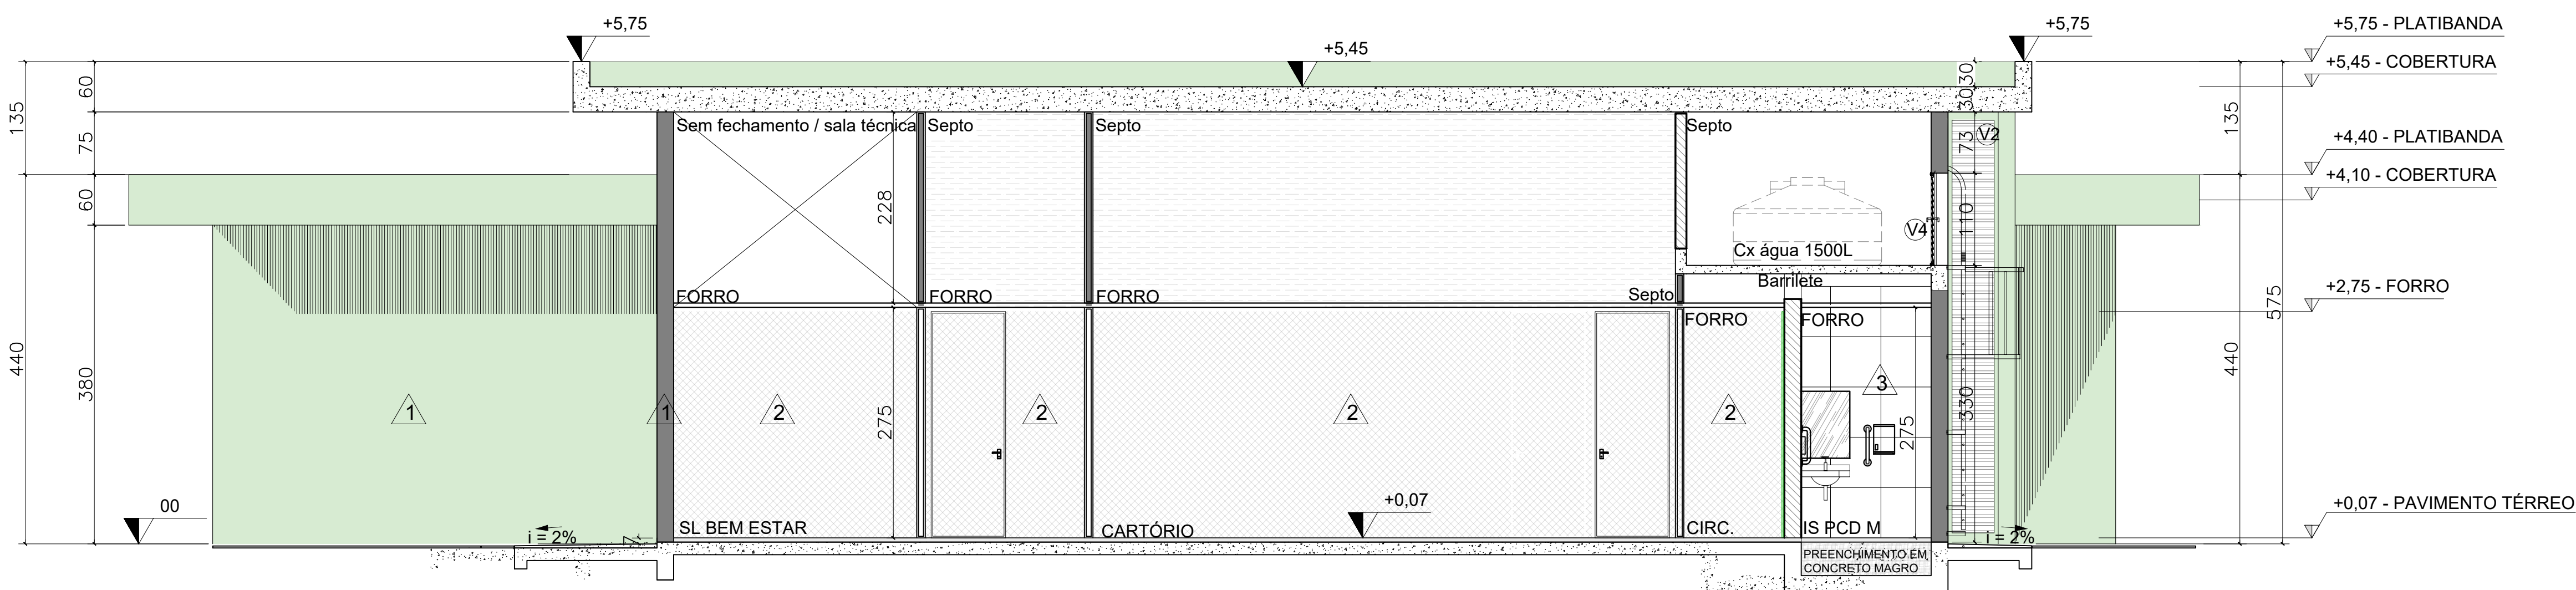 +5,75
+5,45
+5,75
+5,75 - PLATIBANDA
+5,45 - COBERTURA
+4,40 - PLATIBANDA
+4,10 - COBERTURA
+2,75 - FORRO
+0,07 - PAVIMENTO TÉRREO
135
440
60
75
60
380
00
i = 2%
7
1
1
Sem fechamento / sala técnica
Septo
Septo
Septo
228
FORRO
FORRO
FORRO
Septo
Cx água 1500L
Barrilete
FORRO
FORRO
V4
V2
30
30
73
110
330
2
2
2
2
3
275
275
SL BEM ESTAR
CARTÓRIO
+0,07
CIRC.
IS PCD M
PREENCHIMENTO EM
CONCRETO MAGRO
i = 2%
135
440
575